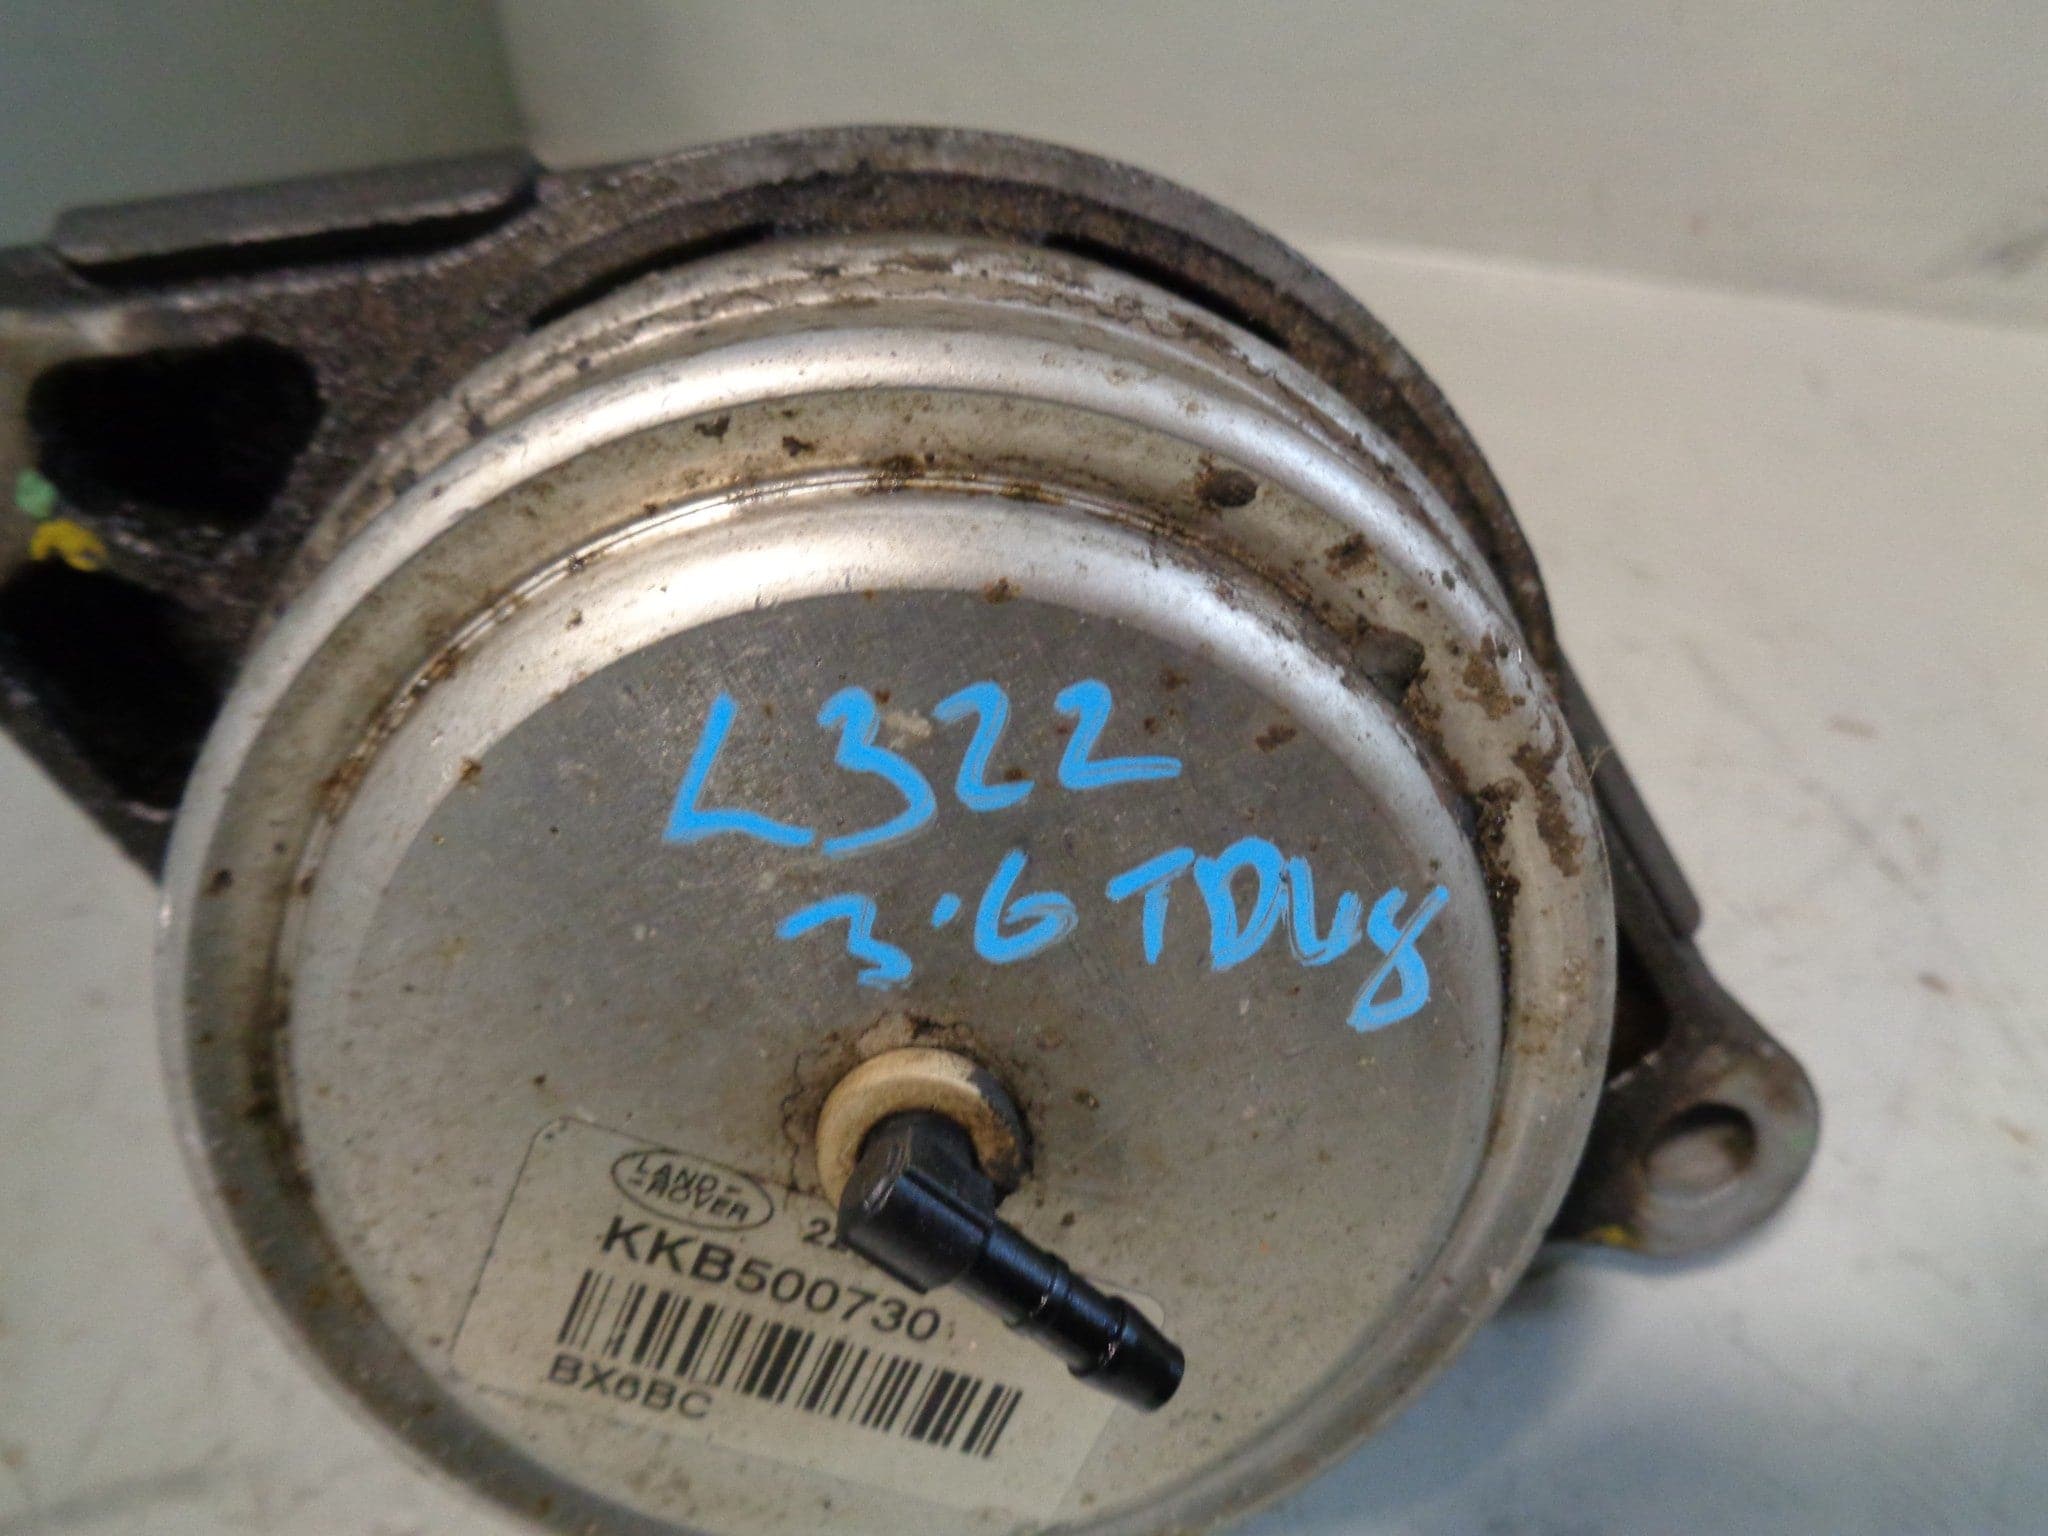 L322
3.6 TDV8
LAND-
-ROVER
KKB500730
BX6BC